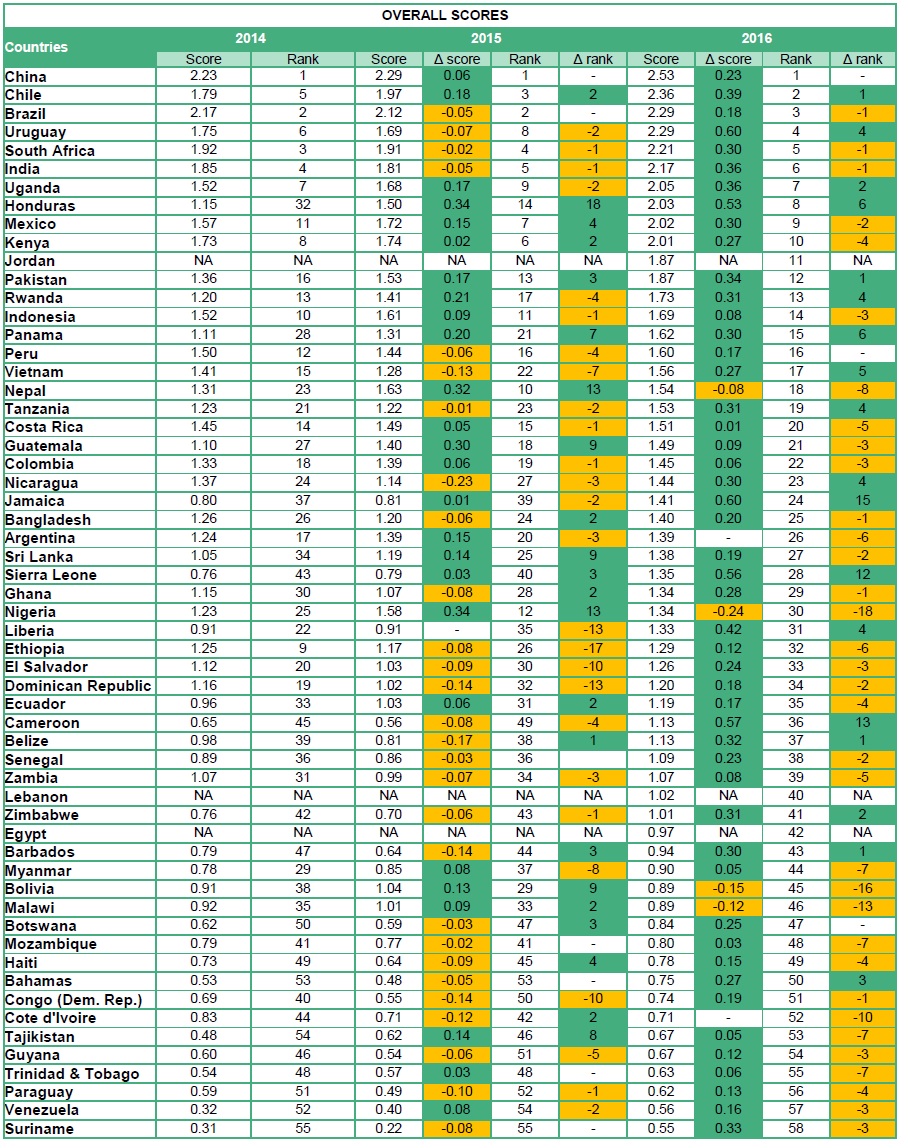 OVERALL SCORES
Countries 2014 2015 2016
Score Rank Score Δ score Rank Δ rank Score Δ score Rank Δ rank
China 2.23 1 2.29 0.06 1 - 2.53 0.23 1 -
Chile 1.79 5 1.97 0.18 3 2 2.36 0.39 2 1
Brazil 2.17 2 2.12 -0.05 2 - 2.29 0.18 3 -1
Uruguay 1.75 6 1.69 -0.07 8 -2 2.29 0.60 4 4
South Africa 1.92 3 1.91 -0.02 4 -1 2.21 0.30 5 -1
India 1.85 4 1.81 -0.05 5 -1 2.17 0.36 6 -1
Uganda 1.52 7 1.68 0.17 9 -2 2.05 0.36 7 2
Honduras 1.15 32 1.50 0.34 14 18 2.03 0.53 8 6
Mexico 1.57 11 1.72 0.15 7 4 2.02 0.30 9 -2
Kenya 1.73 8 1.74 0.02 6 2 2.01 0.27 10 -4
Jordan NA NA NA NA NA NA 1.87 NA 11 NA
Pakistan 1.36 16 1.53 0.17 13 3 1.87 0.34 12 1
Rwanda 1.20 13 1.41 0.21 17 -4 1.73 0.31 13 4
Indonesia 1.52 10 1.61 0.09 11 -1 1.69 0.08 14 -3
Panama 1.11 28 1.31 0.20 21 7 1.62 0.30 15 6
Peru 1.50 12 1.44 -0.06 16 -4 1.60 0.17 16 -
Vietnam 1.41 15 1.28 -0.13 22 -7 1.56 0.27 17 5
Nepal 1.31 23 1.63 0.32 10 13 1.54 -0.08 18 -8
Tanzania 1.23 21 1.22 -0.01 23 -2 1.53 0.31 19 4
Costa Rica 1.45 14 1.49 0.05 15 -1 1.51 0.01 20 -5
Guatemala 1.10 27 1.40 0.30 18 9 1.49 0.09 21 -3
Colombia 1.33 18 1.39 0.06 19 -1 1.45 0.06 22 -3
Nicaragua 1.37 24 1.14 -0.23 27 -3 1.44 0.30 23 4
Jamaica 0.80 37 0.81 0.01 39 -2 1.41 0.60 24 15
Bangladesh 1.26 26 1.20 -0.06 24 2 1.40 0.20 25 -1
Argentina 1.24 17 1.39 0.15 20 -3 1.39 - 26 -6
Sri Lanka 1.05 34 1.19 0.14 25 9 1.38 0.19 27 -2
Sierra Leone 0.76 43 0.79 0.03 40 3 1.35 0.56 28 12
Ghana 1.15 30 1.07 -0.08 28 2 1.34 0.28 29 -1
Nigeria 1.23 25 1.58 0.34 12 13 1.34 -0.24 30 -18
Liberia 0.91 22 0.91 - 35 -13 1.33 0.42 31 4
Ethiopia 1.25 9 1.17 -0.08 26 -17 1.29 0.12 32 -6
El Salvador 1.12 20 1.03 -0.09 30 -10 1.26 0.24 33 -3
Dominican Republic 1.16 19 1.02 -0.14 32 -13 1.20 0.18 34 -2
Ecuador 0.96 33 1.03 0.06 31 2 1.19 0.17 35 -4
Cameroon 0.65 45 0.56 -0.08 49 -4 1.13 0.57 36 13
Belize 0.98 39 0.81 -0.17 38 1 1.13 0.32 37 1
Senegal 0.89 36 0.86 -0.03 36 1.09 0.23 38 -2
Zambia 1.07 31 0.99 -0.07 34 -3 1.07 0.08 39 -5
Lebanon NA NA NA NA NA NA 1.02 NA 40 NA
Zimbabwe 0.76 42 0.70 -0.06 43 -1 1.01 0.31 41 2
Egypt NA NA NA NA NA NA 0.97 NA 42 NA
Barbados 0.79 47 0.64 -0.14 44 3 0.94 0.30 43 1
Myanmar 0.78 29 0.85 0.08 37 -8 0.90 0.05 44 -7
Bolivia 0.91 38 1.04 0.13 29 9 0.89 -0.15 45 -16
Malawi 0.92 35 1.01 0.09 33 2 0.89 -0.12 46 -13
Botswana 0.62 50 0.59 -0.03 47 3 0.84 0.25 47 -
Mozambique 0.79 41 0.77 -0.02 41 - 0.80 0.03 48 -7
Haiti 0.73 49 0.64 -0.09 45 4 0.78 0.15 49 -4
Bahamas 0.53 53 0.48 -0.05 53 - 0.75 0.27 50 3
Congo (Dem. Rep.) 0.69 40 0.55 -0.14 50 -10 0.74 0.19 51 -1
Cote d'Ivoire 0.83 44 0.71 -0.12 42 2 0.71 - 52 -10
Tajikistan 0.48 54 0.62 0.14 46 8 0.67 0.05 53 -7
Guyana 0.60 46 0.54 -0.06 51 -5 0.67 0.12 54 -3
Trinidad & Tobago 0.54 48 0.57 0.03 48 - 0.63 0.06 55 -7
Paraguay 0.59 51 0.49 -0.10 52 -1 0.62 0.13 56 -4
Venezuela 0.32 52 0.40 0.08 54 -2 0.56 0.16 57 -3
Suriname 0.31 55 0.22 -0.08 55 - 0.55 0.33 58 -3